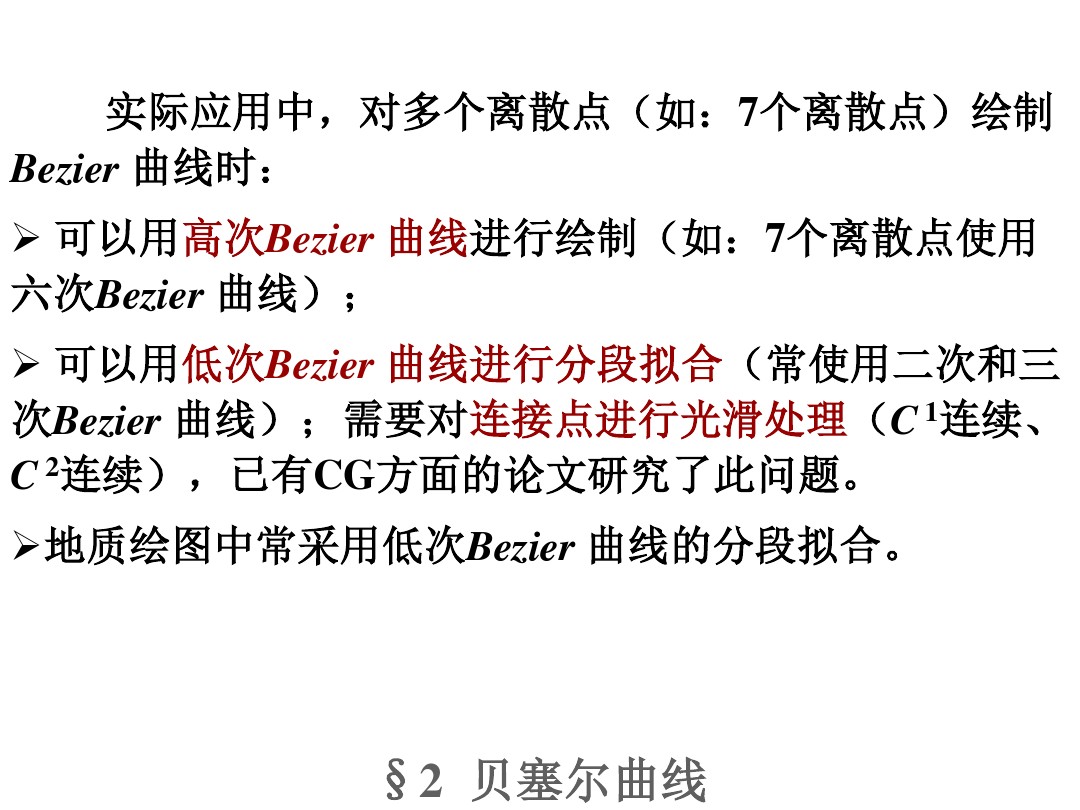 实际应用中，对多个离散点（如：7个离散点）绘制
Bezier 曲线时：
➢ 可以用高次Bezier 曲线进行绘制（如：7个离散点使用
六次Bezier 曲线）；
➢ 可以用低次Bezier 曲线进行分段拟合（常使用二次和三
次Bezier 曲线）；需要对连接点进行光滑处理（C ¹连续、
C ²连续），已有CG方面的论文研究了此问题。
➢地质绘图中常采用低次Bezier 曲线的分段拟合。
§2 贝塞尔曲线